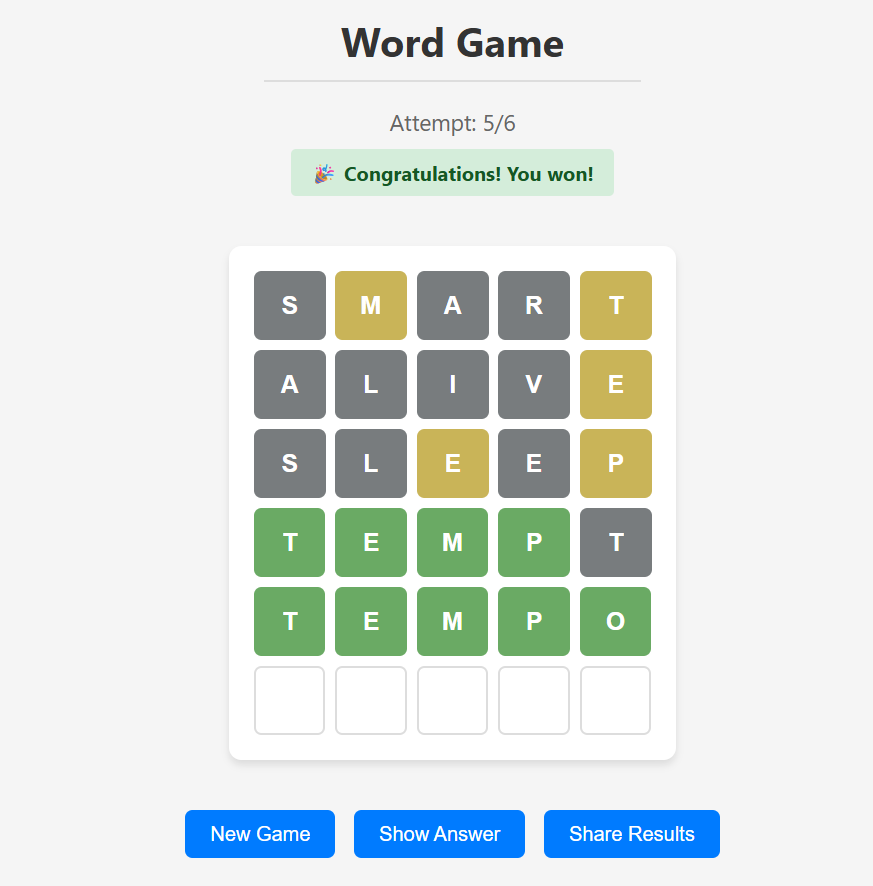 Word Game
Attempt: 5/6
🎉 Congratulations! You won!
S M A R T
A L I V E
S L E E P
T E M P T
T E M P O
New Game Show Answer Share Results